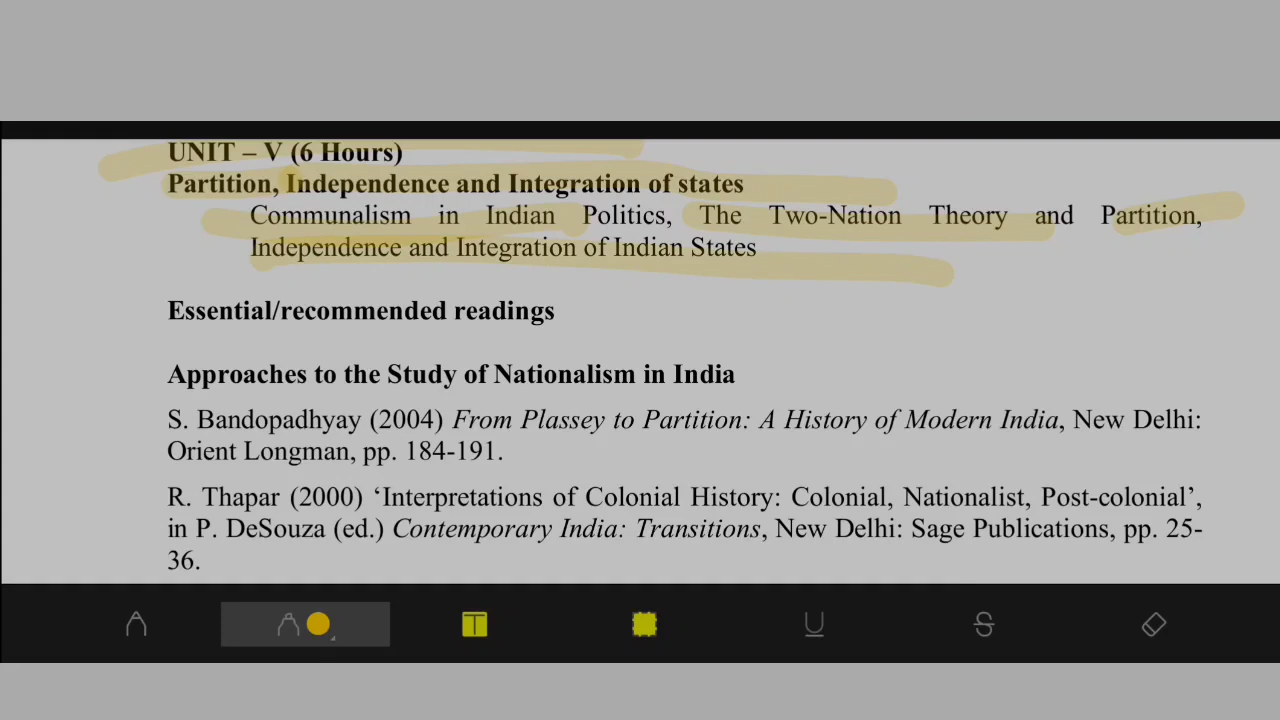 UNIT – V (6 Hours)
Partition, Independence and Integration of states
Communalism in Indian Politics, The Two-Nation Theory and Partition,
Independence and Integration of Indian States
Essential/recommended readings
Approaches to the Study of Nationalism in India
S. Bandopadhyay (2004) From Plassey to Partition: A History of Modern India, New Delhi:
Orient Longman, pp. 184-191.
R. Thapar (2000) ‘Interpretations of Colonial History: Colonial, Nationalist, Post-colonial’,
in P. DeSouza (ed.) Contemporary India: Transitions, New Delhi: Sage Publications, pp. 25-
36.